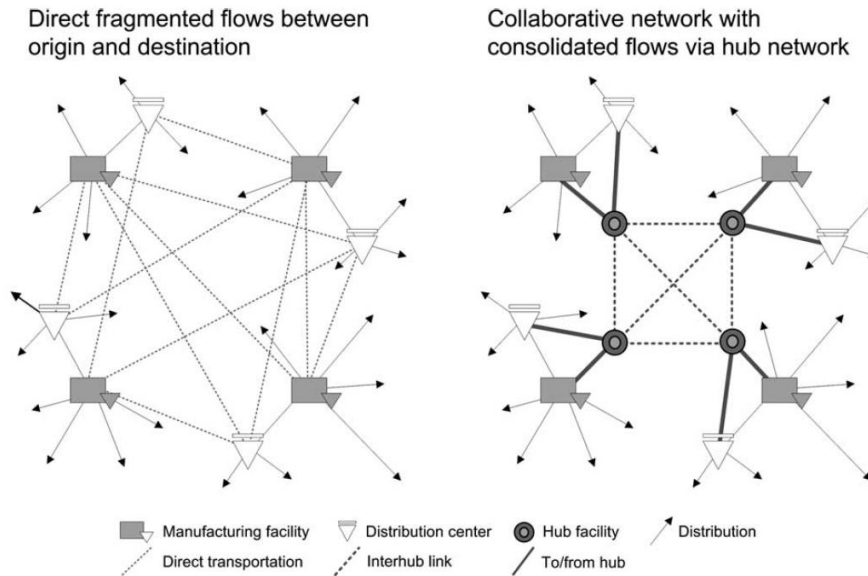 Direct fragmented flows between
origin and destination
Collaborative network with
consolidated flows via hub network
Manufacturing facility
Distribution center
Hub facility
Distribution
Direct transportation
Interhub link
To/from hub